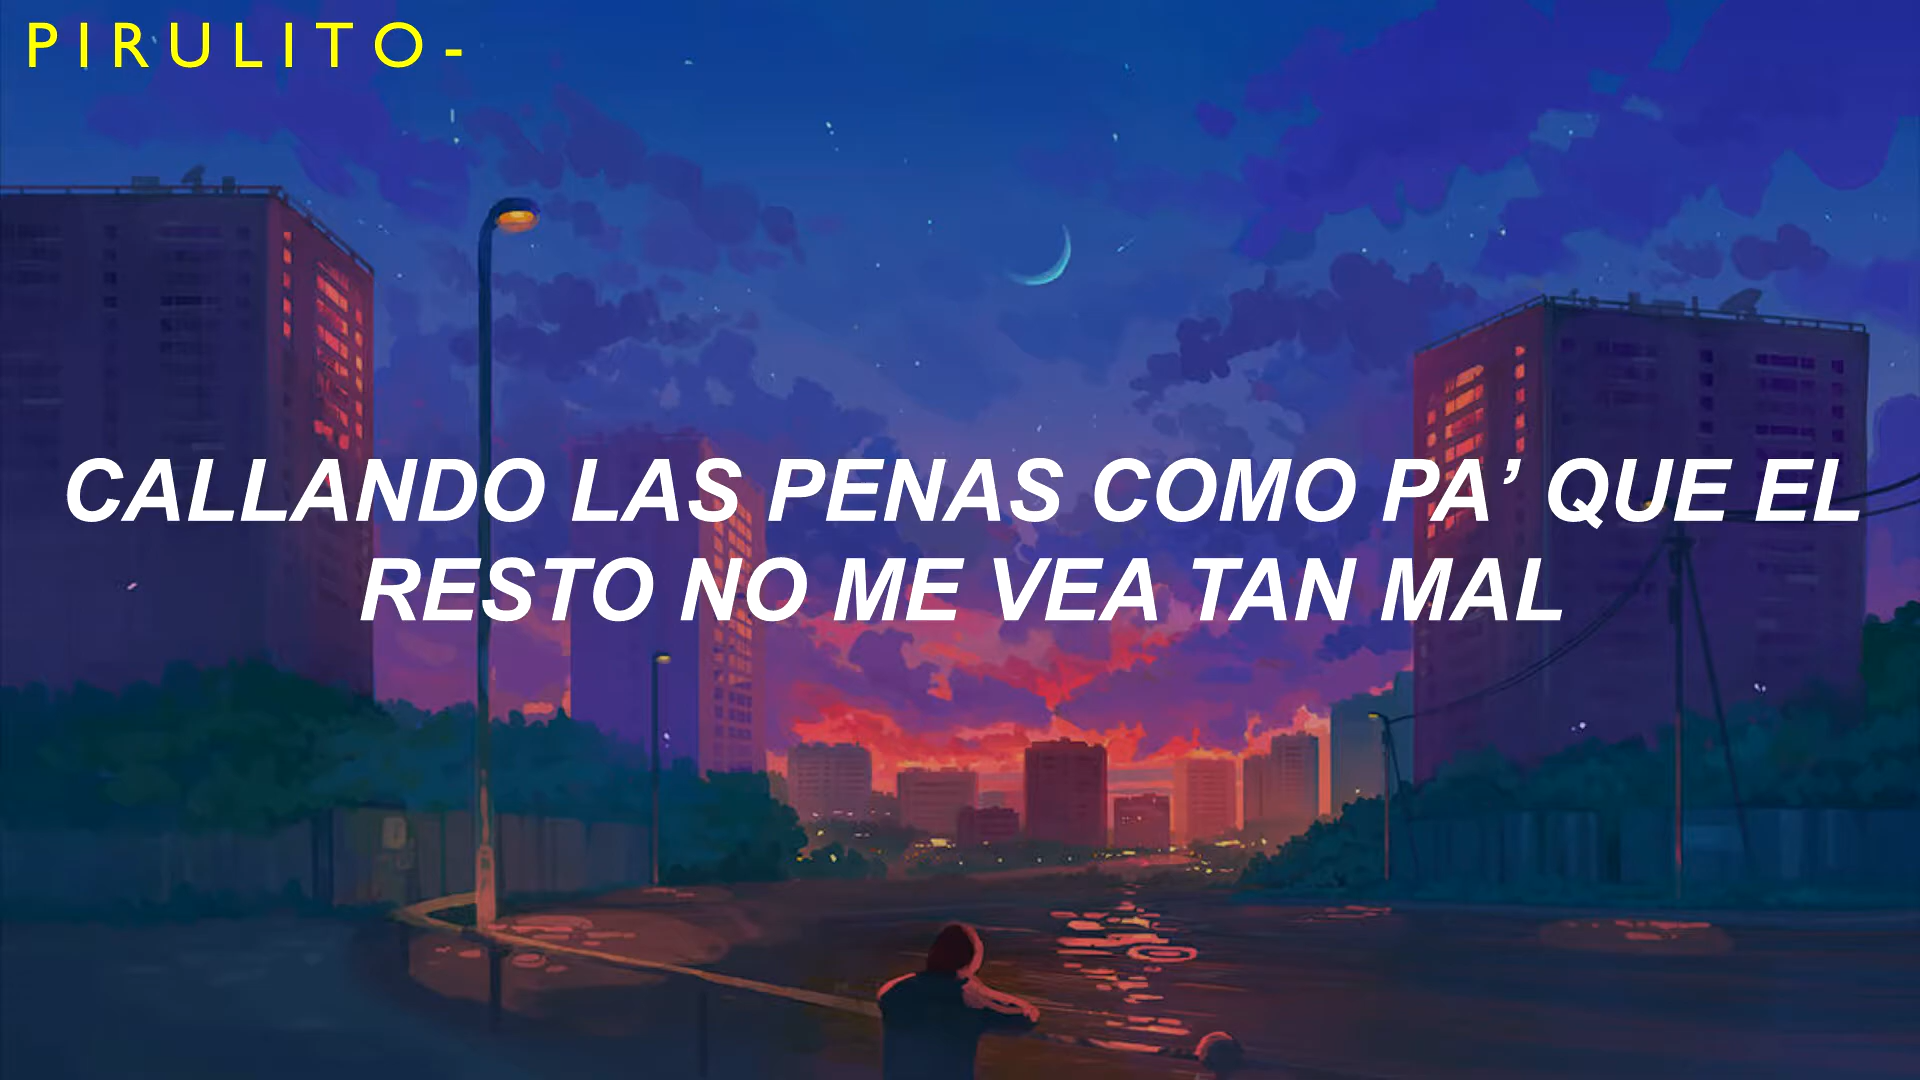 PIRULITO-
CALLANDO LAS PENAS COMO PA’ QUE EL
RESTO NO ME VEA TAN MAL